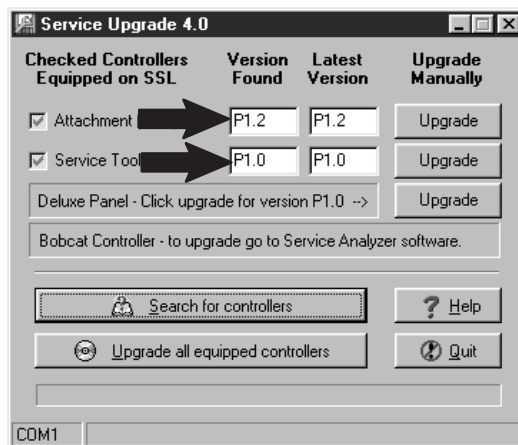 Service Upgrade 4.0
Checked Controllers Equipped on SSL
Version Found
Latest Version
Upgrade Manually
Attachment P1.2 P1.2 Upgrade
Service Tool P1.0 P1.0 Upgrade
Deluxe Panel - Click upgrade for version P1.0 --> Upgrade
Bobcat Controller - to upgrade go to Service Analyzer software.
Search for controllers
Help
Upgrade all equipped controllers
Quit
COM1